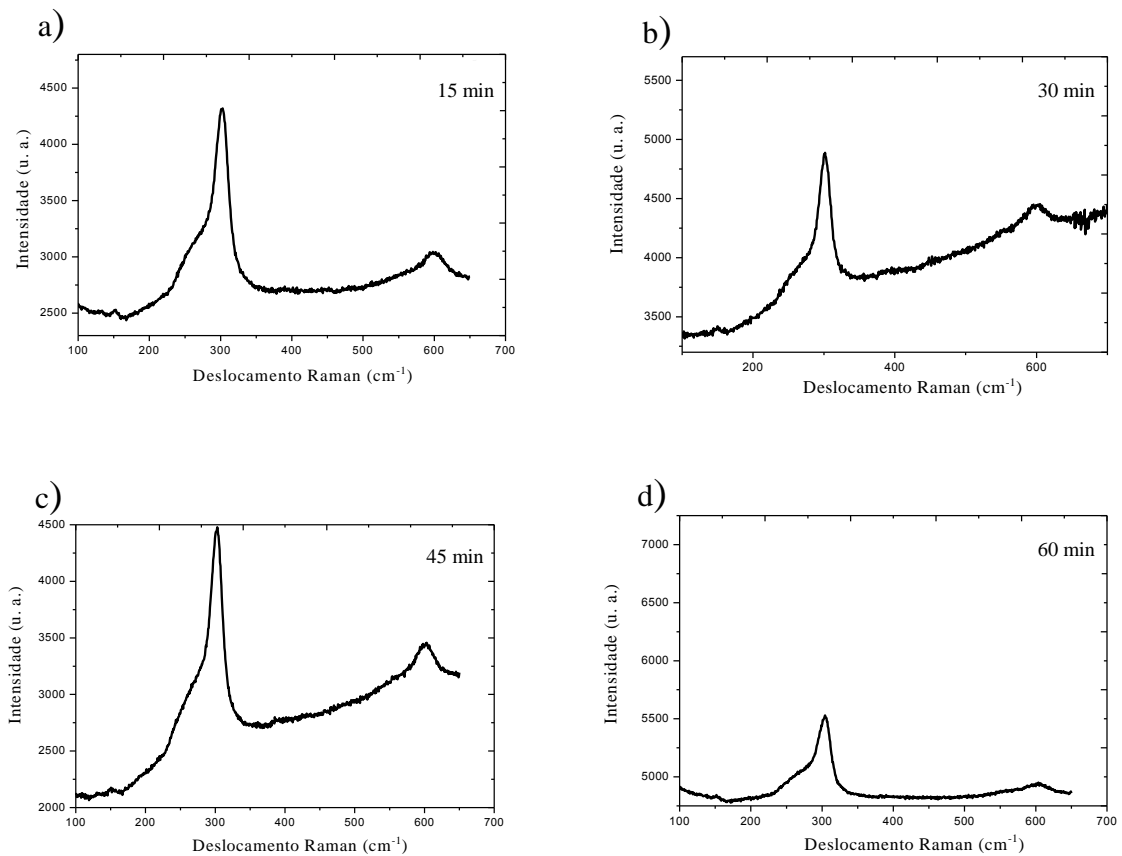 a)
15 min
4500
4000
3500
3000
2500
Intensidade (u. a.)
100 200 300 400 500 600 700
Deslocamento Raman (cm-1)
b)
30 min
5500
5000
4500
4000
3500
Intensidade (u. a.)
200 400 600
Deslocamento Raman (cm-1)
c)
45 min
4500
4000
3500
3000
2500
2000
Intensidade (u. a.)
100 200 300 400 500 600 700
Deslocamento Raman (cm-1)
d)
60 min
7000
6500
6000
5500
5000
Intensidade (u. a.)
100 200 300 400 500 600 700
Deslocamento Raman (cm-1)